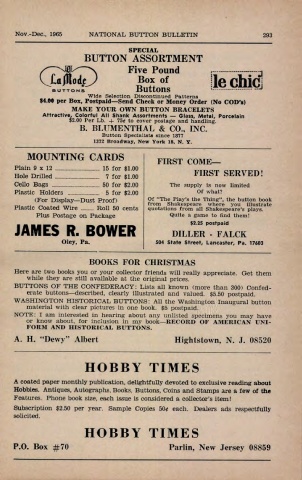 Nov.-Dec., 1965 NATIONAL BUTTON BULLETIN 293
SPECIAL
BUTTON ASSORTMENT
La Mode
BUTTONS
Five Pound
Box of
Buttons
le chic
Wide Selection Discontinued Patterns
$4.00 per Box, Postpaid—Send Check or Money Order (No COD's)
MAKE YOUR OWN BUTTON BRACELETS
Attractive, Colorful All Shank Assortments — Glass, Metal, Porcelain
$2.00 Per Lb. + 75c to cover postage and handling.
B. BLUMENTHAL & CO., INC.
Button Specialists since 1877
1372 Broadway, New York 18, N. Y.
MOUNTING CARDS
Plain 9 x 12 15 for $1.00
Hole Drilled 7 for $1.00
Cello Bags 50 for $2.00
Plastic Holders 5 for $2.00
(For Display—Dust Proof)
Plastic Coated Wire Roll 50 cents
Plus Postage on Package
JAMES R. BOWER
Oley, Pa.
FIRST COME—
FIRST SERVED!
The supply is now limited
Of what?
Of "The Play's the Thing", the button book
from Shakespeare where you illustrate
quotations from all Shakespeare's plays.
Quite a game to find them!
$2.25 postpaid
DILLER - FALCK
504 State Street, Lancaster, Pa. 17603
BOOKS FOR CHRISTMAS
Here are two books you or your collector friends will really appreciate. Get them
while they are still available at the original prices.
BUTTONS OF THE CONFEDERACY: Lists all known (more than 300) Confed-
erate buttons—described, clearly illustrated and valued. $5.50 postpaid.
WASHINGTON HISTORICAL BUTTONS: All the Washington Inaugural button
material with clear pictures in one book. $5 postpaid.
NOTE: I am interested in hearing about any unlisted specimens you may have
or know about, for inclusion in my book—RECORD OF AMERICAN UNI-
FORM AND HISTORICAL BUTTONS.
A. H. "Dewy" Albert Hightstown, N. J. 08520
HOBBY TIMES
A coated paper monthly publication, delightfully devoted to exclusive reading about
Hobbies. Antiques, Autographs, Books, Buttons, Coins and Stamps are a few of the
Features. Phone book size, each issue is considered a collector's item!
Subscription $2.50 per year. Sample Copies 50¢ each. Dealers ads respectfully
solicited.
HOBBY TIMES
P.O. Box #70 Parlin, New Jersey 08859